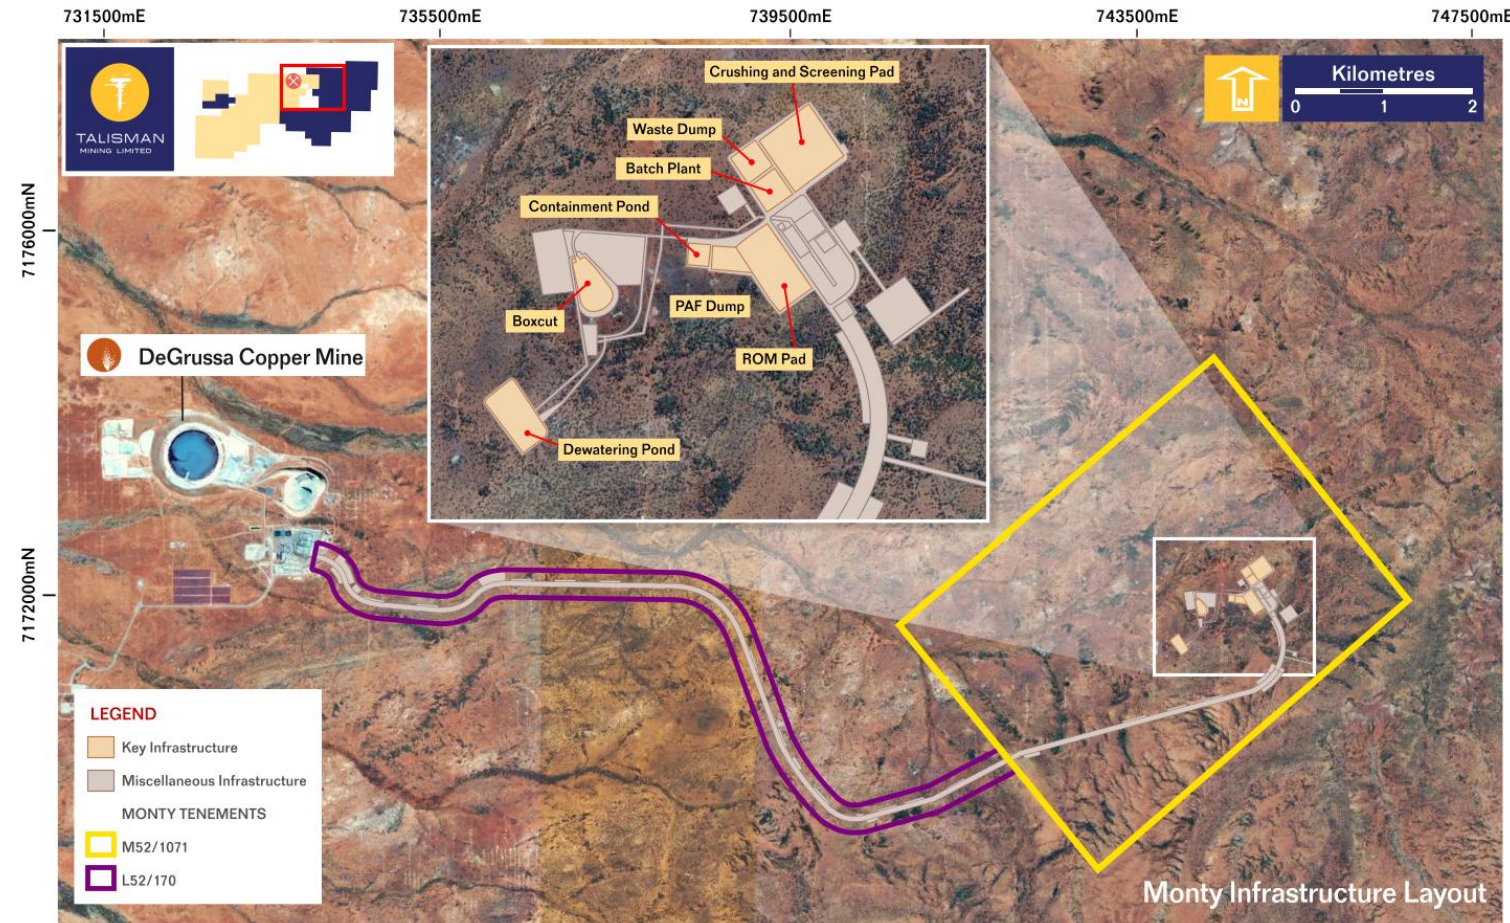 731500mE
735500mE
739500mE
743500mE
747500mE
7176000mN
7172000mN
TALISMAN
MINING LIMITED
N
Kilometres
0 1 2
Crushing and Screening Pad
Waste Dump
Batch Plant
Containment Pond
Boxcut
PAF Dump
ROM Pad
Dewatering Pond
DeGrussa Copper Mine
LEGEND
Key Infrastructure
Miscellaneous Infrastructure
MONTY TENEMENTS
M52/1071
L52/170
Monty Infrastructure Layout